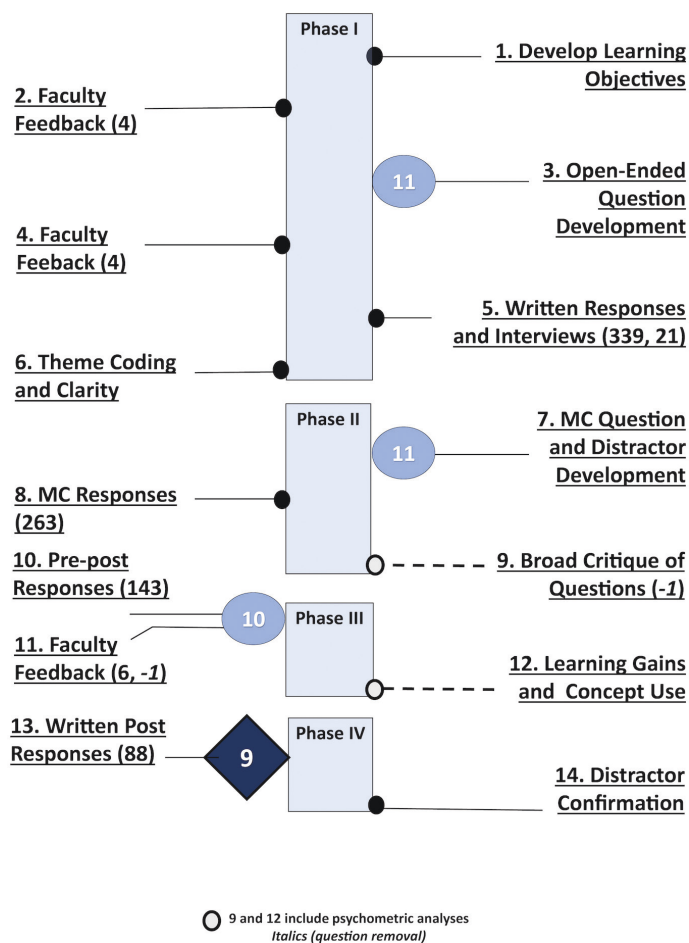 Phase I
1. Develop Learning
Objectives
2. Faculty
Feedback (4)
11
3. Open-Ended
Question
Development
4. Faculty
Feeback (4)
5. Written Responses
and Interviews (339, 21)
6. Theme Coding
and Clarity
Phase II
7. MC Question
and Distractor
Development
11
8. MC Responses
(263)
9. Broad Critique of
Questions (-1)
10. Pre-post
Responses (143)
10
Phase III
11. Faculty
Feedback (6, -1)
12. Learning Gains
and Concept Use
13. Written Post
Responses (88)
9
Phase IV
14. Distractor
Confirmation
9 and 12 include psychometric analyses
Italics (question removal)